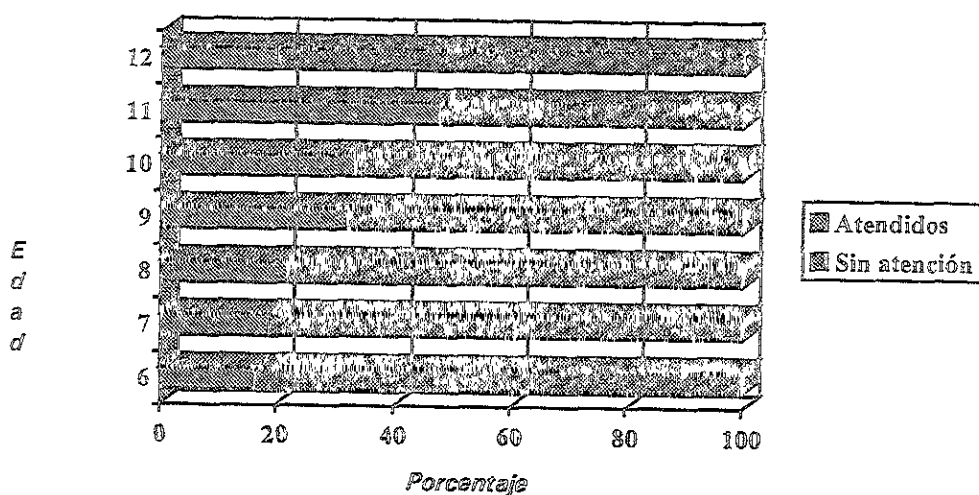 12
11
10
9
8
7
6
E
d
a
d
0 20 40 60 80 100
Porcentaje
Atendidos
Sin atención